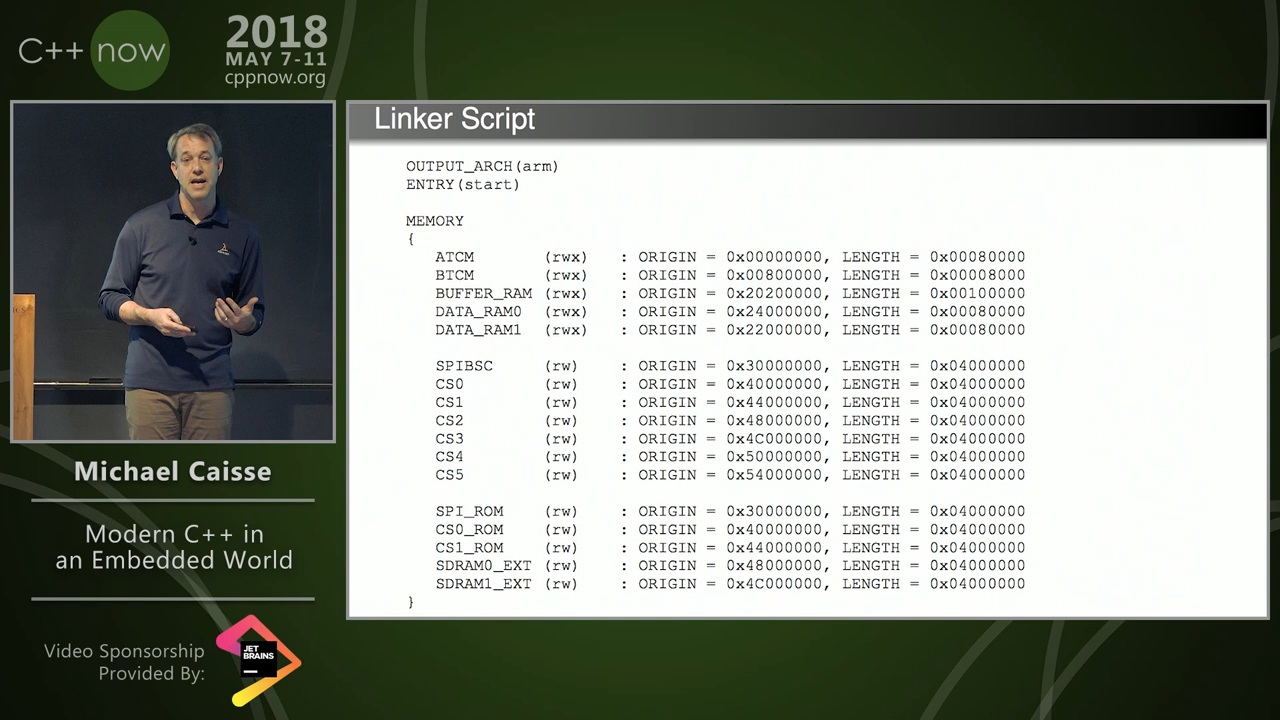 C++ now
2018
MAY 7-11
cppnow.org
Linker Script
OUTPUT_ARCH(arm)
ENTRY(start)
MEMORY
{
ATCM (rwx) : ORIGIN = 0x00000000, LENGTH = 0x00080000
BTCM (rwx) : ORIGIN = 0x00800000, LENGTH = 0x00008000
BUFFER_RAM (rwx) : ORIGIN = 0x20200000, LENGTH = 0x00100000
DATA_RAM0 (rwx) : ORIGIN = 0x24000000, LENGTH = 0x00080000
DATA_RAM1 (rwx) : ORIGIN = 0x22000000, LENGTH = 0x00080000
SPIBSC (rw) : ORIGIN = 0x30000000, LENGTH = 0x04000000
CS0 (rw) : ORIGIN = 0x40000000, LENGTH = 0x04000000
CS1 (rw) : ORIGIN = 0x44000000, LENGTH = 0x04000000
CS2 (rw) : ORIGIN = 0x48000000, LENGTH = 0x04000000
CS3 (rw) : ORIGIN = 0x4C000000, LENGTH = 0x04000000
CS4 (rw) : ORIGIN = 0x50000000, LENGTH = 0x04000000
CS5 (rw) : ORIGIN = 0x54000000, LENGTH = 0x04000000
SPI_ROM (rw) : ORIGIN = 0x30000000, LENGTH = 0x04000000
CS0_ROM (rw) : ORIGIN = 0x40000000, LENGTH = 0x04000000
CS1_ROM (rw) : ORIGIN = 0x44000000, LENGTH = 0x04000000
SDRAM0_EXT (rw) : ORIGIN = 0x48000000, LENGTH = 0x04000000
SDRAM1_EXT (rw) : ORIGIN = 0x4C000000, LENGTH = 0x04000000
}
Michael Caisse
Modern C++ in
an Embedded World
Video Sponsorship
Provided By:
JET
BRAINS